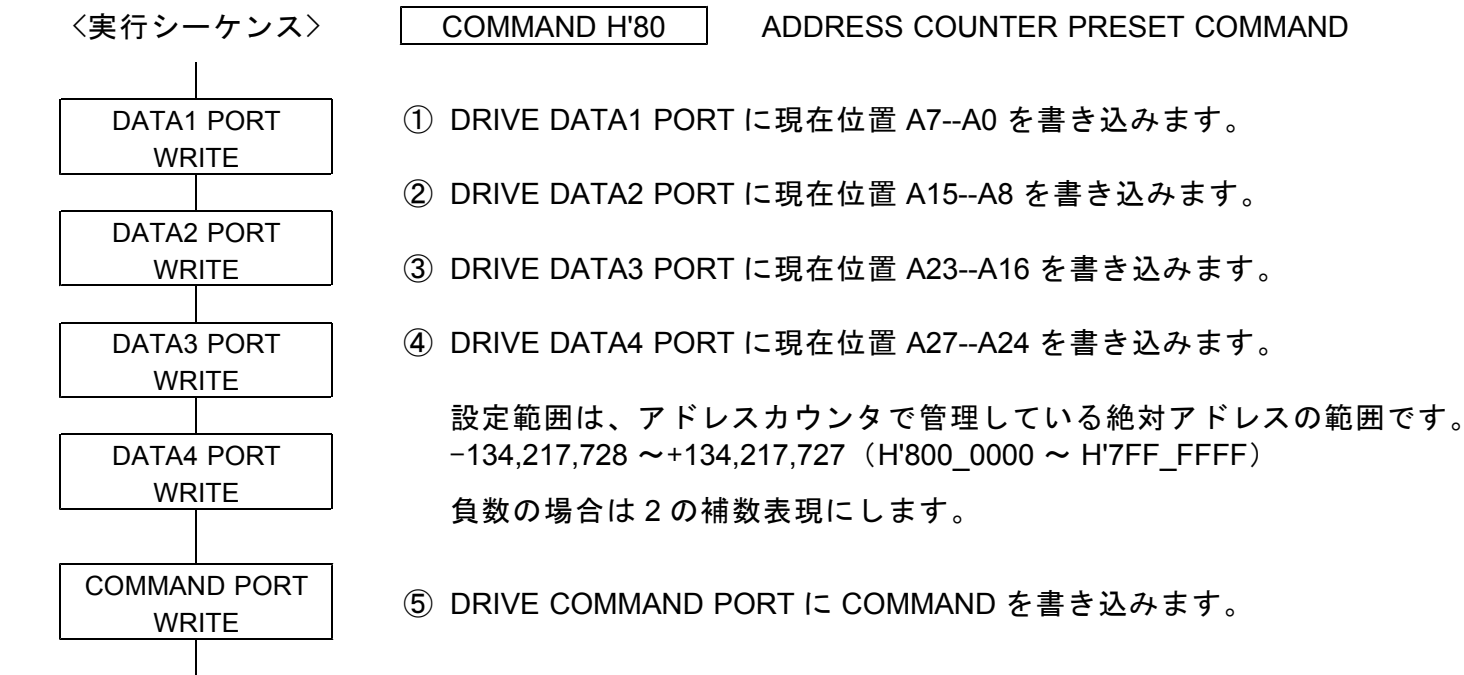 〈実行シーケンス〉 COMMAND H'80 ADDRESS COUNTER PRESET COMMAND
DATA1 PORT
WRITE
① DRIVE DATA1 PORT に現在位置 A7--A0 を書き込みます。
② DRIVE DATA2 PORT に現在位置 A15--A8 を書き込みます。
DATA2 PORT
WRITE
③ DRIVE DATA3 PORT に現在位置 A23--A16 を書き込みます。
DATA3 PORT
WRITE
④ DRIVE DATA4 PORT に現在位置 A27--A24 を書き込みます。
設定範囲は、アドレスカウンタで管理している絶対アドレスの範囲です。
−134,217,728 ～+134,217,727（H'800_0000 ～ H'7FF_FFFF）
DATA4 PORT
WRITE
負数の場合は 2 の補数表現にします。
COMMAND PORT
WRITE
⑤ DRIVE COMMAND PORT に COMMAND を書き込みます。